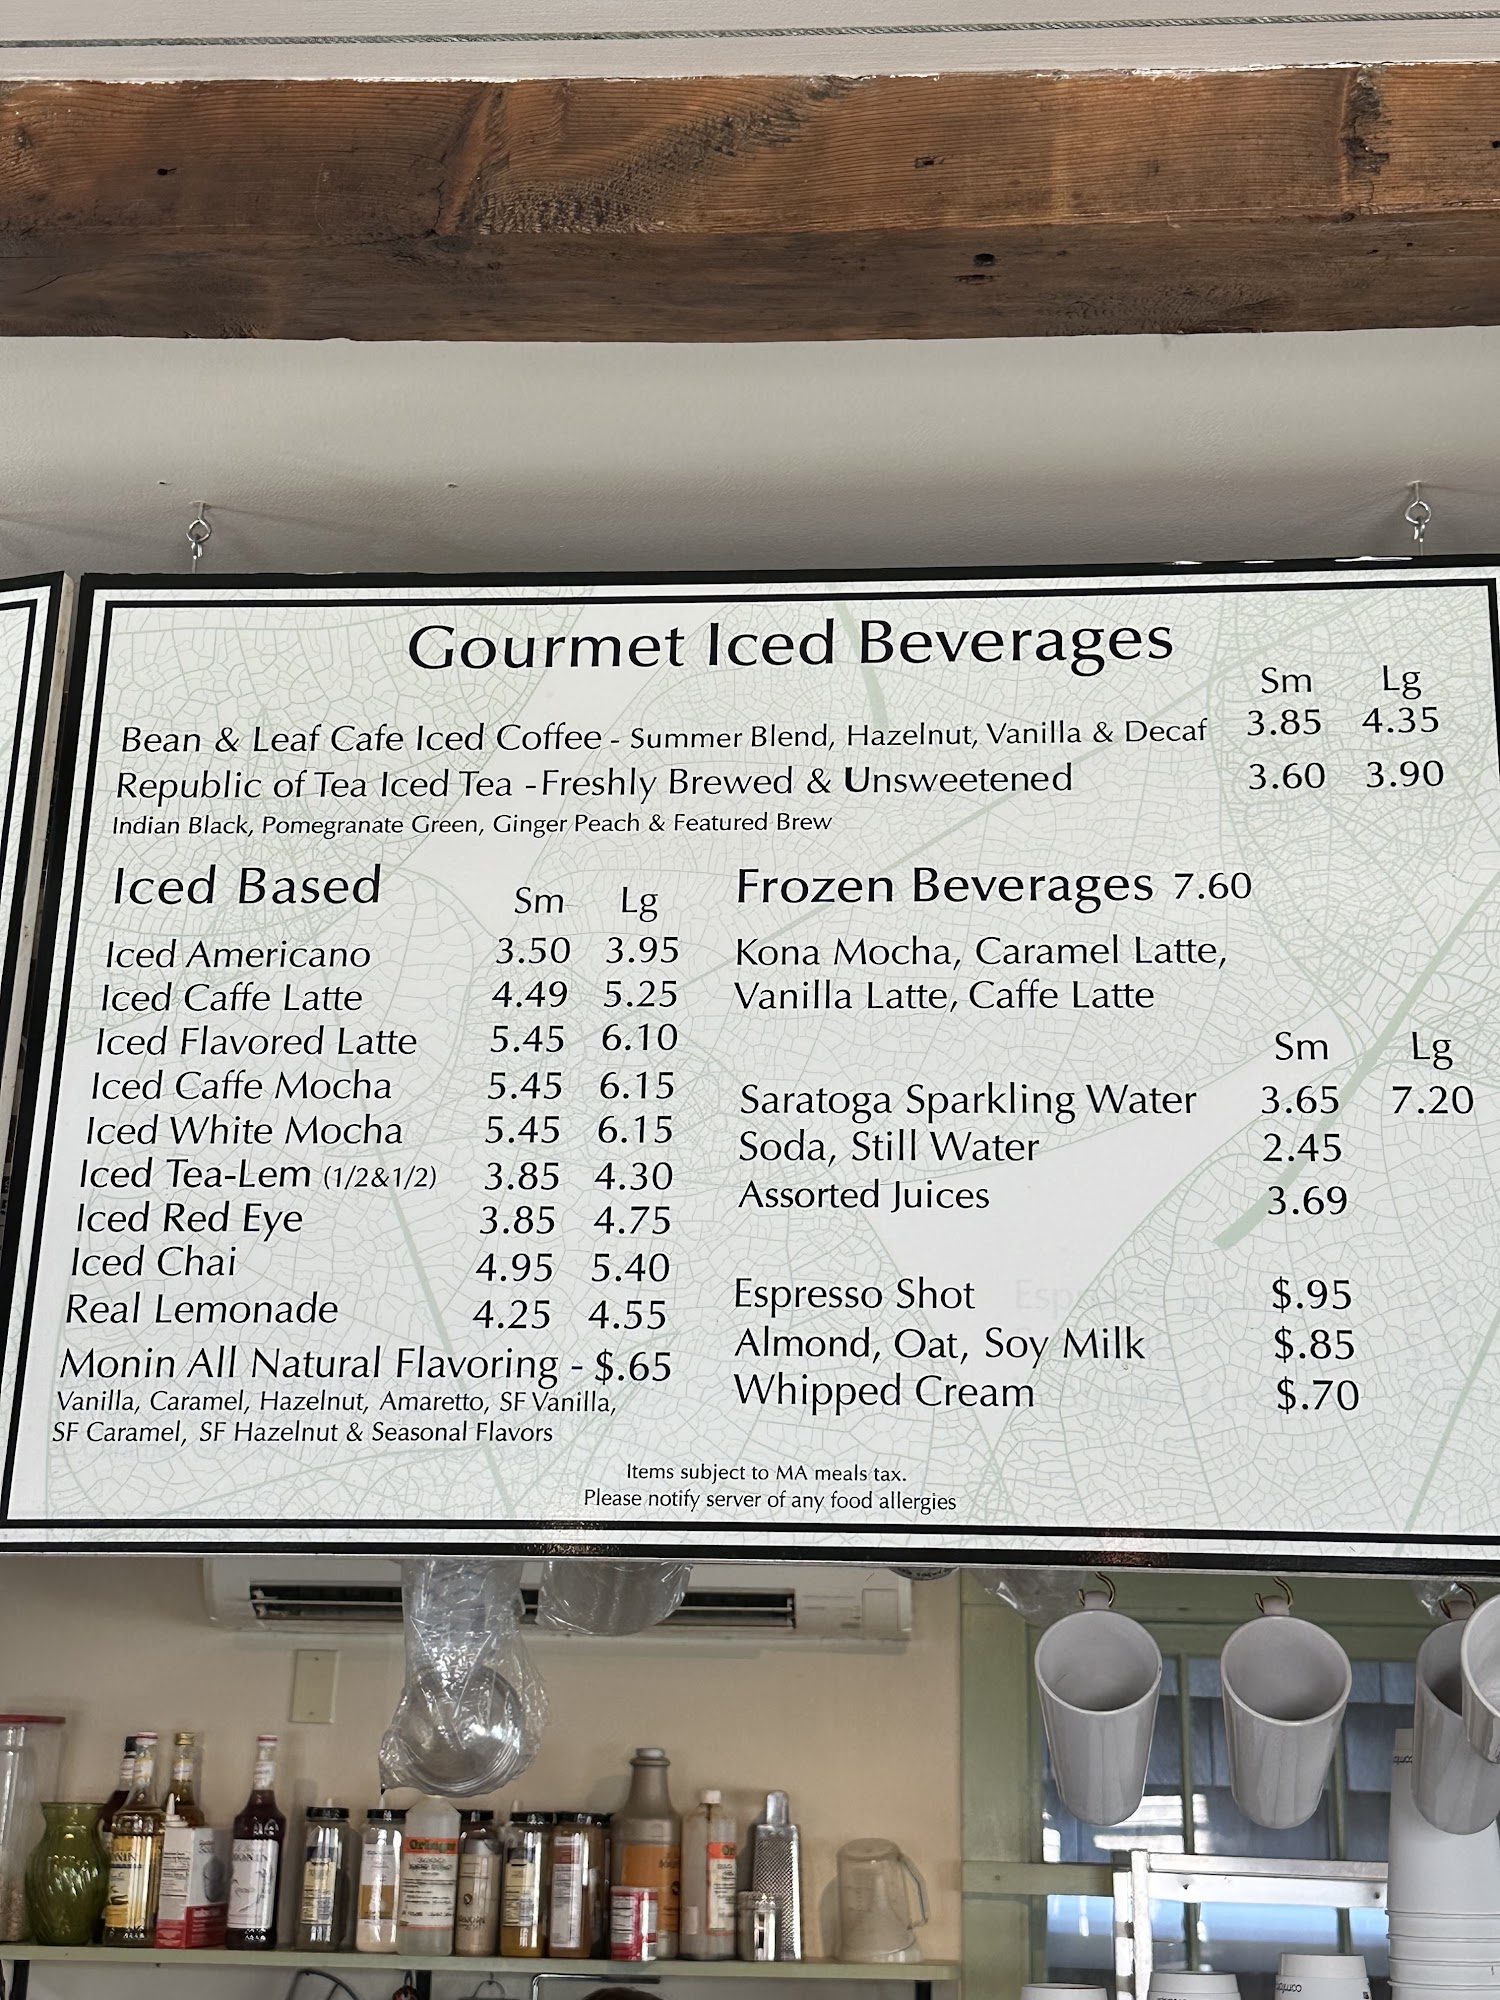 Gourmet Iced Beverages
Sm Lg
Bean & Leaf Cafe Iced Coffee - Summer Blend, Hazelnut, Vanilla & Decaf 3.85 4.35
Republic of Tea Iced Tea -Freshly Brewed & Unsweetened 3.60 3.90
Indian Black, Pomegranate Green, Ginger Peach & Featured Brew
Iced Based Sm Lg
Iced Americano 3.50 3.95
Iced Caffe Latte 4.49 5.25
Iced Flavored Latte 5.45 6.10
Iced Caffe Mocha 5.45 6.15
Iced White Mocha 5.45 6.15
Iced Tea-Lem (1/2&1/2) 3.85 4.30
Iced Red Eye 3.85 4.75
Iced Chai 4.95 5.40
Real Lemonade 4.25 4.55
Monin All Natural Flavoring - $.65
Vanilla, Caramel, Hazelnut, Amaretto, SF Vanilla,
SF Caramel, SF Hazelnut & Seasonal Flavors
Frozen Beverages 7.60
Kona Mocha, Caramel Latte,
Vanilla Latte, Caffe Latte
Sm Lg
Saratoga Sparkling Water 3.65 7.20
Soda, Still Water 2.45
Assorted Juices 3.69
Espresso Shot $.95
Almond, Oat, Soy Milk $.85
Whipped Cream $.70
Items subject to MA meals tax.
Please notify server of any food allergies